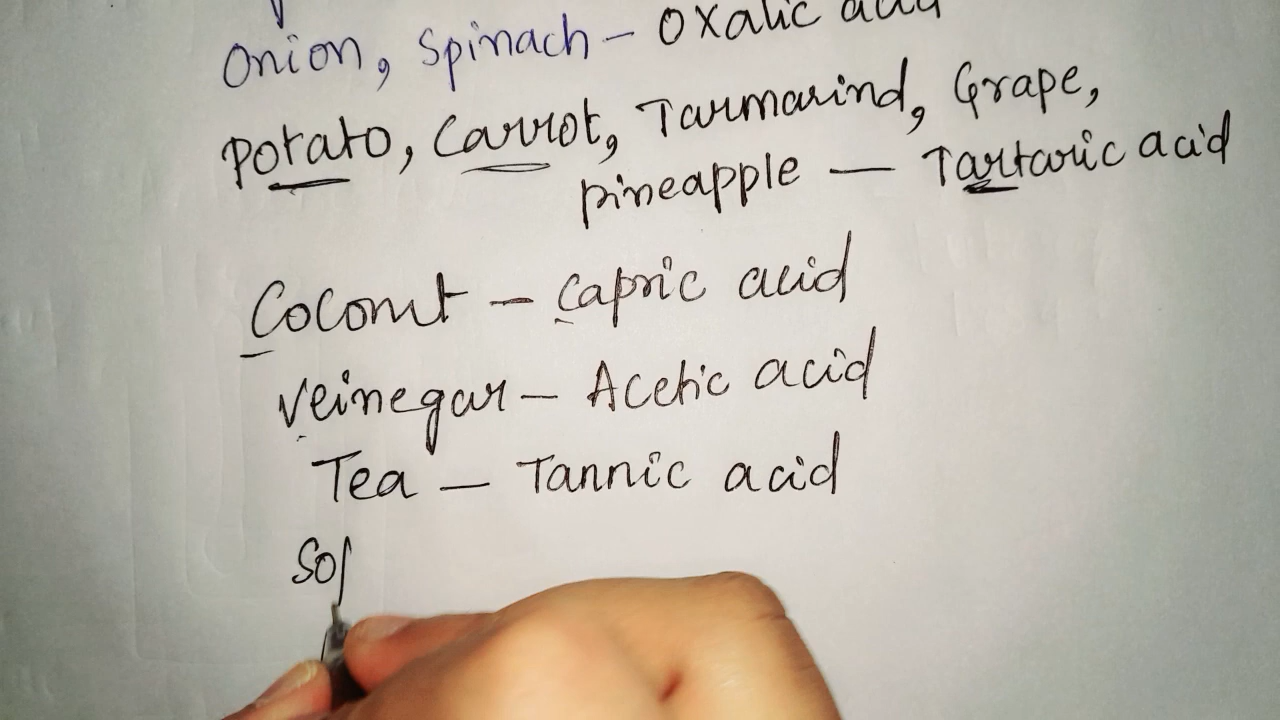 Onion, Spinach - Oxalic acid
Potato, Carrot, Tarmarind, Grape,
pineapple — Tartaric acid
Coconut - Capric acid
Veinegar - Acetic acid
Tea - Tannic acid
Sof